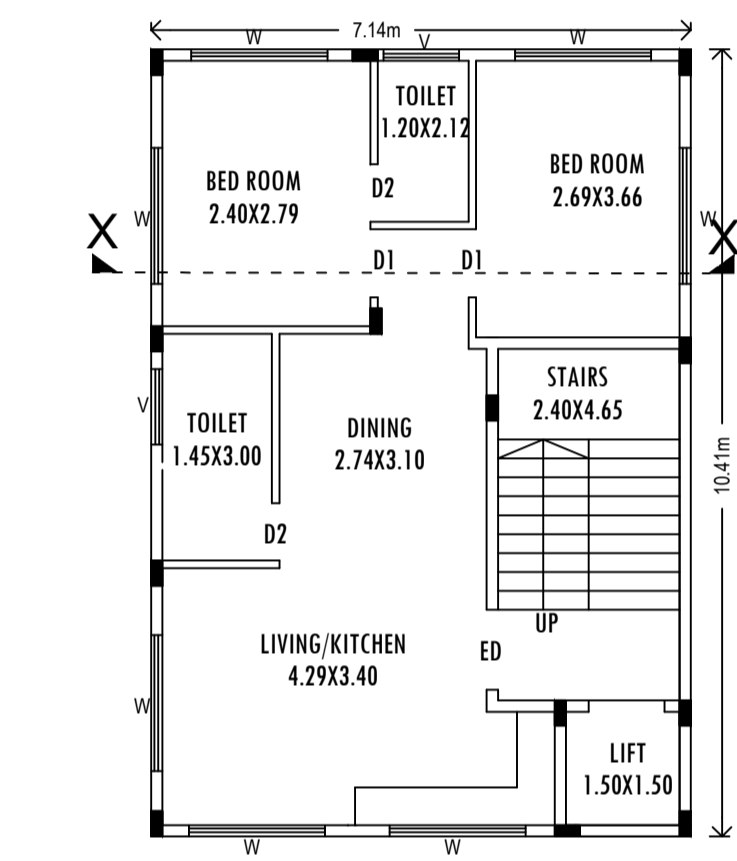 7.14m
W
V
W
TOILET
1.20X2.12
BED ROOM
2.40X2.79
D2
BED ROOM
2.69X3.66
W
W
X
X
D1
D1
STAIRS
2.40X4.65
V
TOILET
1.45X3.00
DINING
2.74X3.10
10.41m
D2
UP
LIVING/KITCHEN
4.29X3.40
ED
W
LIFT
1.50X1.50
W
W